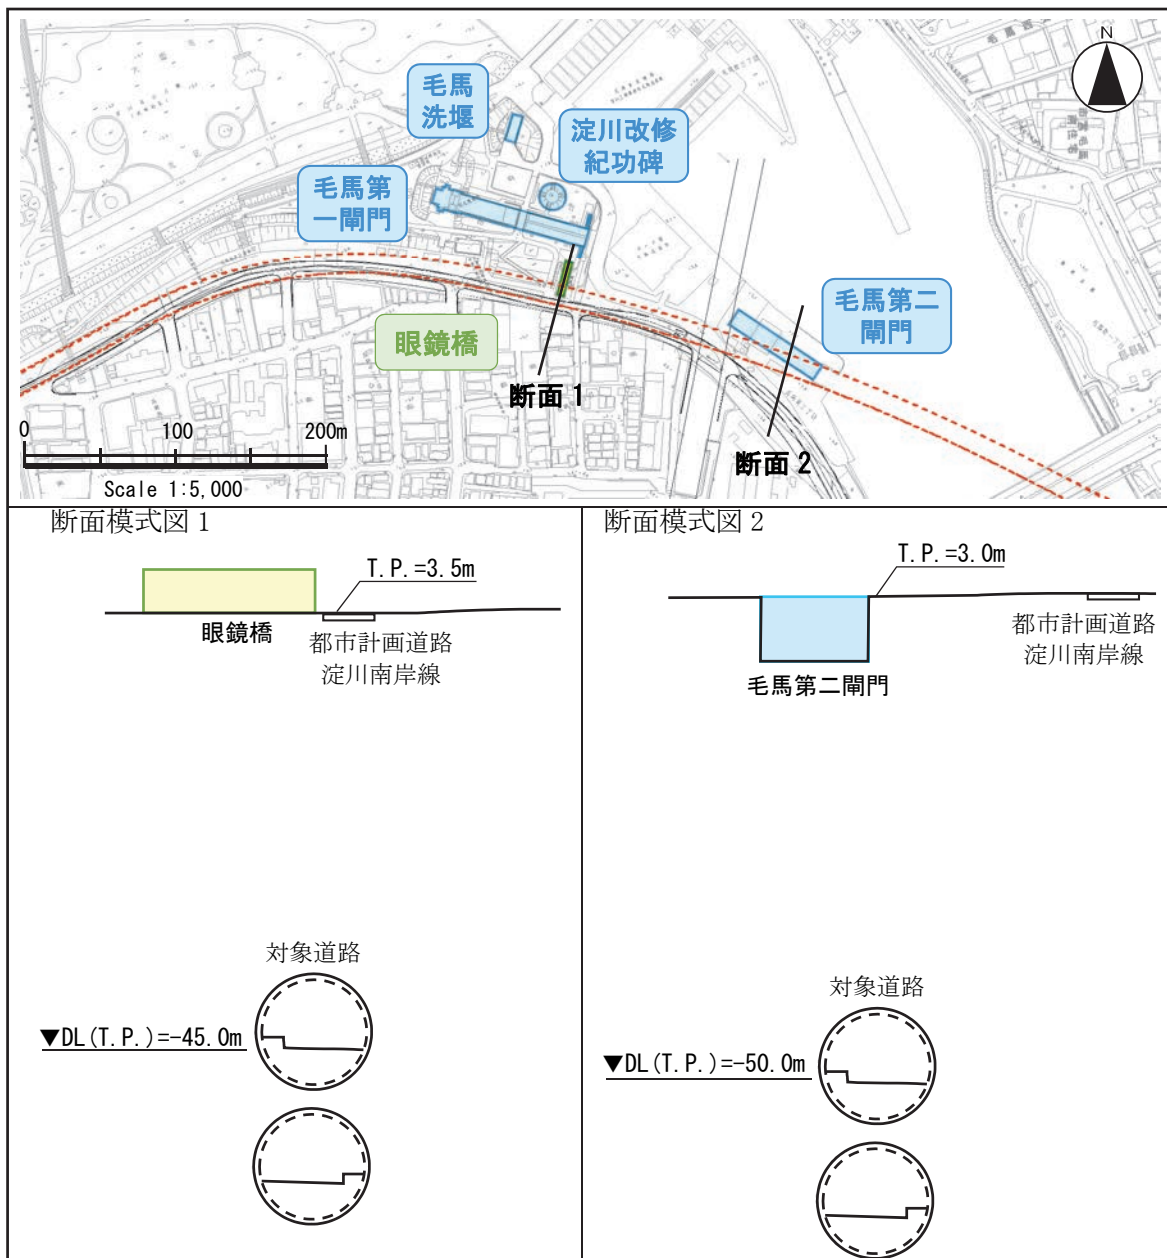 N
毛馬
洗堰
淀川改修
紀功碑
毛馬第
一閘門
毛馬第二
閘門
眼鏡橋
断面 1
断面 2
0 100 200m
Scale 1:5,000
断面模式図 1
T.P.=3.5m
眼鏡橋
都市計画道路
淀川南岸線
対象道路
▼DL(T.P.)=-45.0m
断面模式図 2
T.P.=3.0m
都市計画道路
淀川南岸線
毛馬第二閘門
対象道路
▼DL(T.P.)=-50.0m